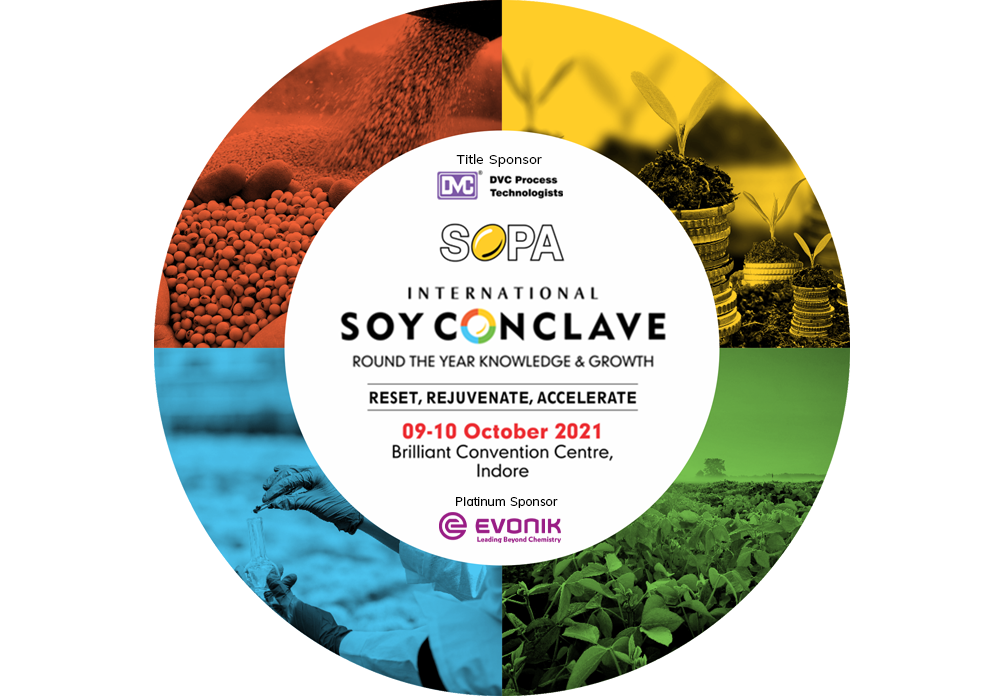 Title Sponsor
DVC®
DVC Process
Technologists
SOPA
INTERNATIONAL
SOY CONCLAVE
ROUND THE YEAR KNOWLEDGE & GROWTH
RESET, REJUVENATE, ACCELERATE
09-10 October 2021
Brilliant Convention Centre,
Indore
Platinum Sponsor
EVONIK
Leading Beyond Chemistry